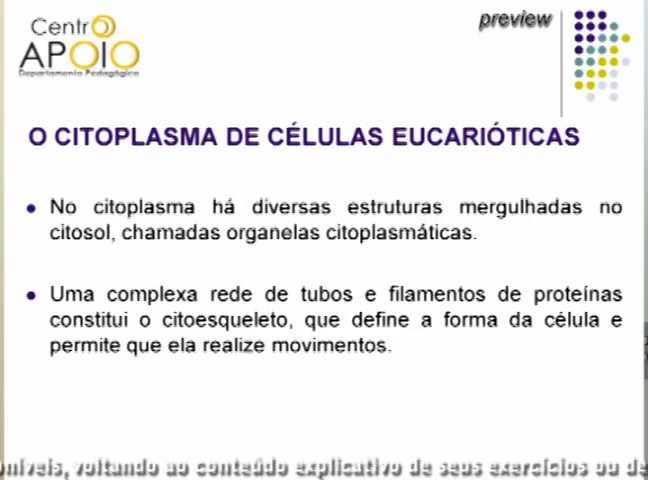 Centro
APOIO
Departamento Pedagógico
preview
O CITOPLASMA DE CÉLULAS EUCARIÓTICAS
No citoplasma há diversas estruturas mergulhadas no
citosol, chamadas organelas citoplasmáticas.
Uma complexa rede de tubos e filamentos de proteínas
constitui o citoesqueleto, que define a forma da célula e
permite que ela realize movimentos.
oníveis, voltando ao conteúdo explicativo de seus exercícios ou de